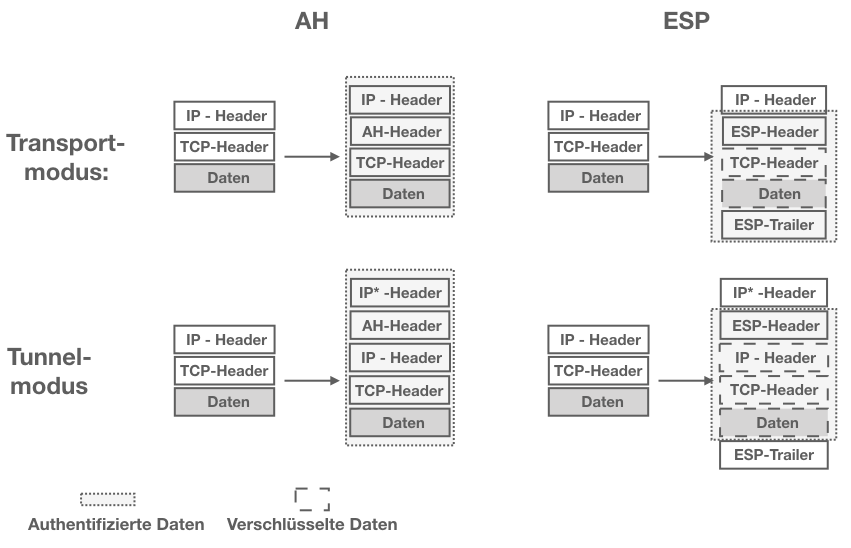 AH
ESP
Transport-
modus:
IP - Header
TCP-Header
Daten
IP - Header
AH-Header
TCP-Header
Daten
IP - Header
TCP-Header
Daten
IP - Header
ESP-Header
TCP-Header
Daten
ESP-Trailer
Tunnel-
modus
IP - Header
TCP-Header
Daten
IP* -Header
AH-Header
IP - Header
TCP-Header
Daten
IP - Header
TCP-Header
Daten
IP* -Header
ESP-Header
IP - Header
TCP-Header
Daten
ESP-Trailer
Authentifizierte Daten
Verschlüsselte Daten